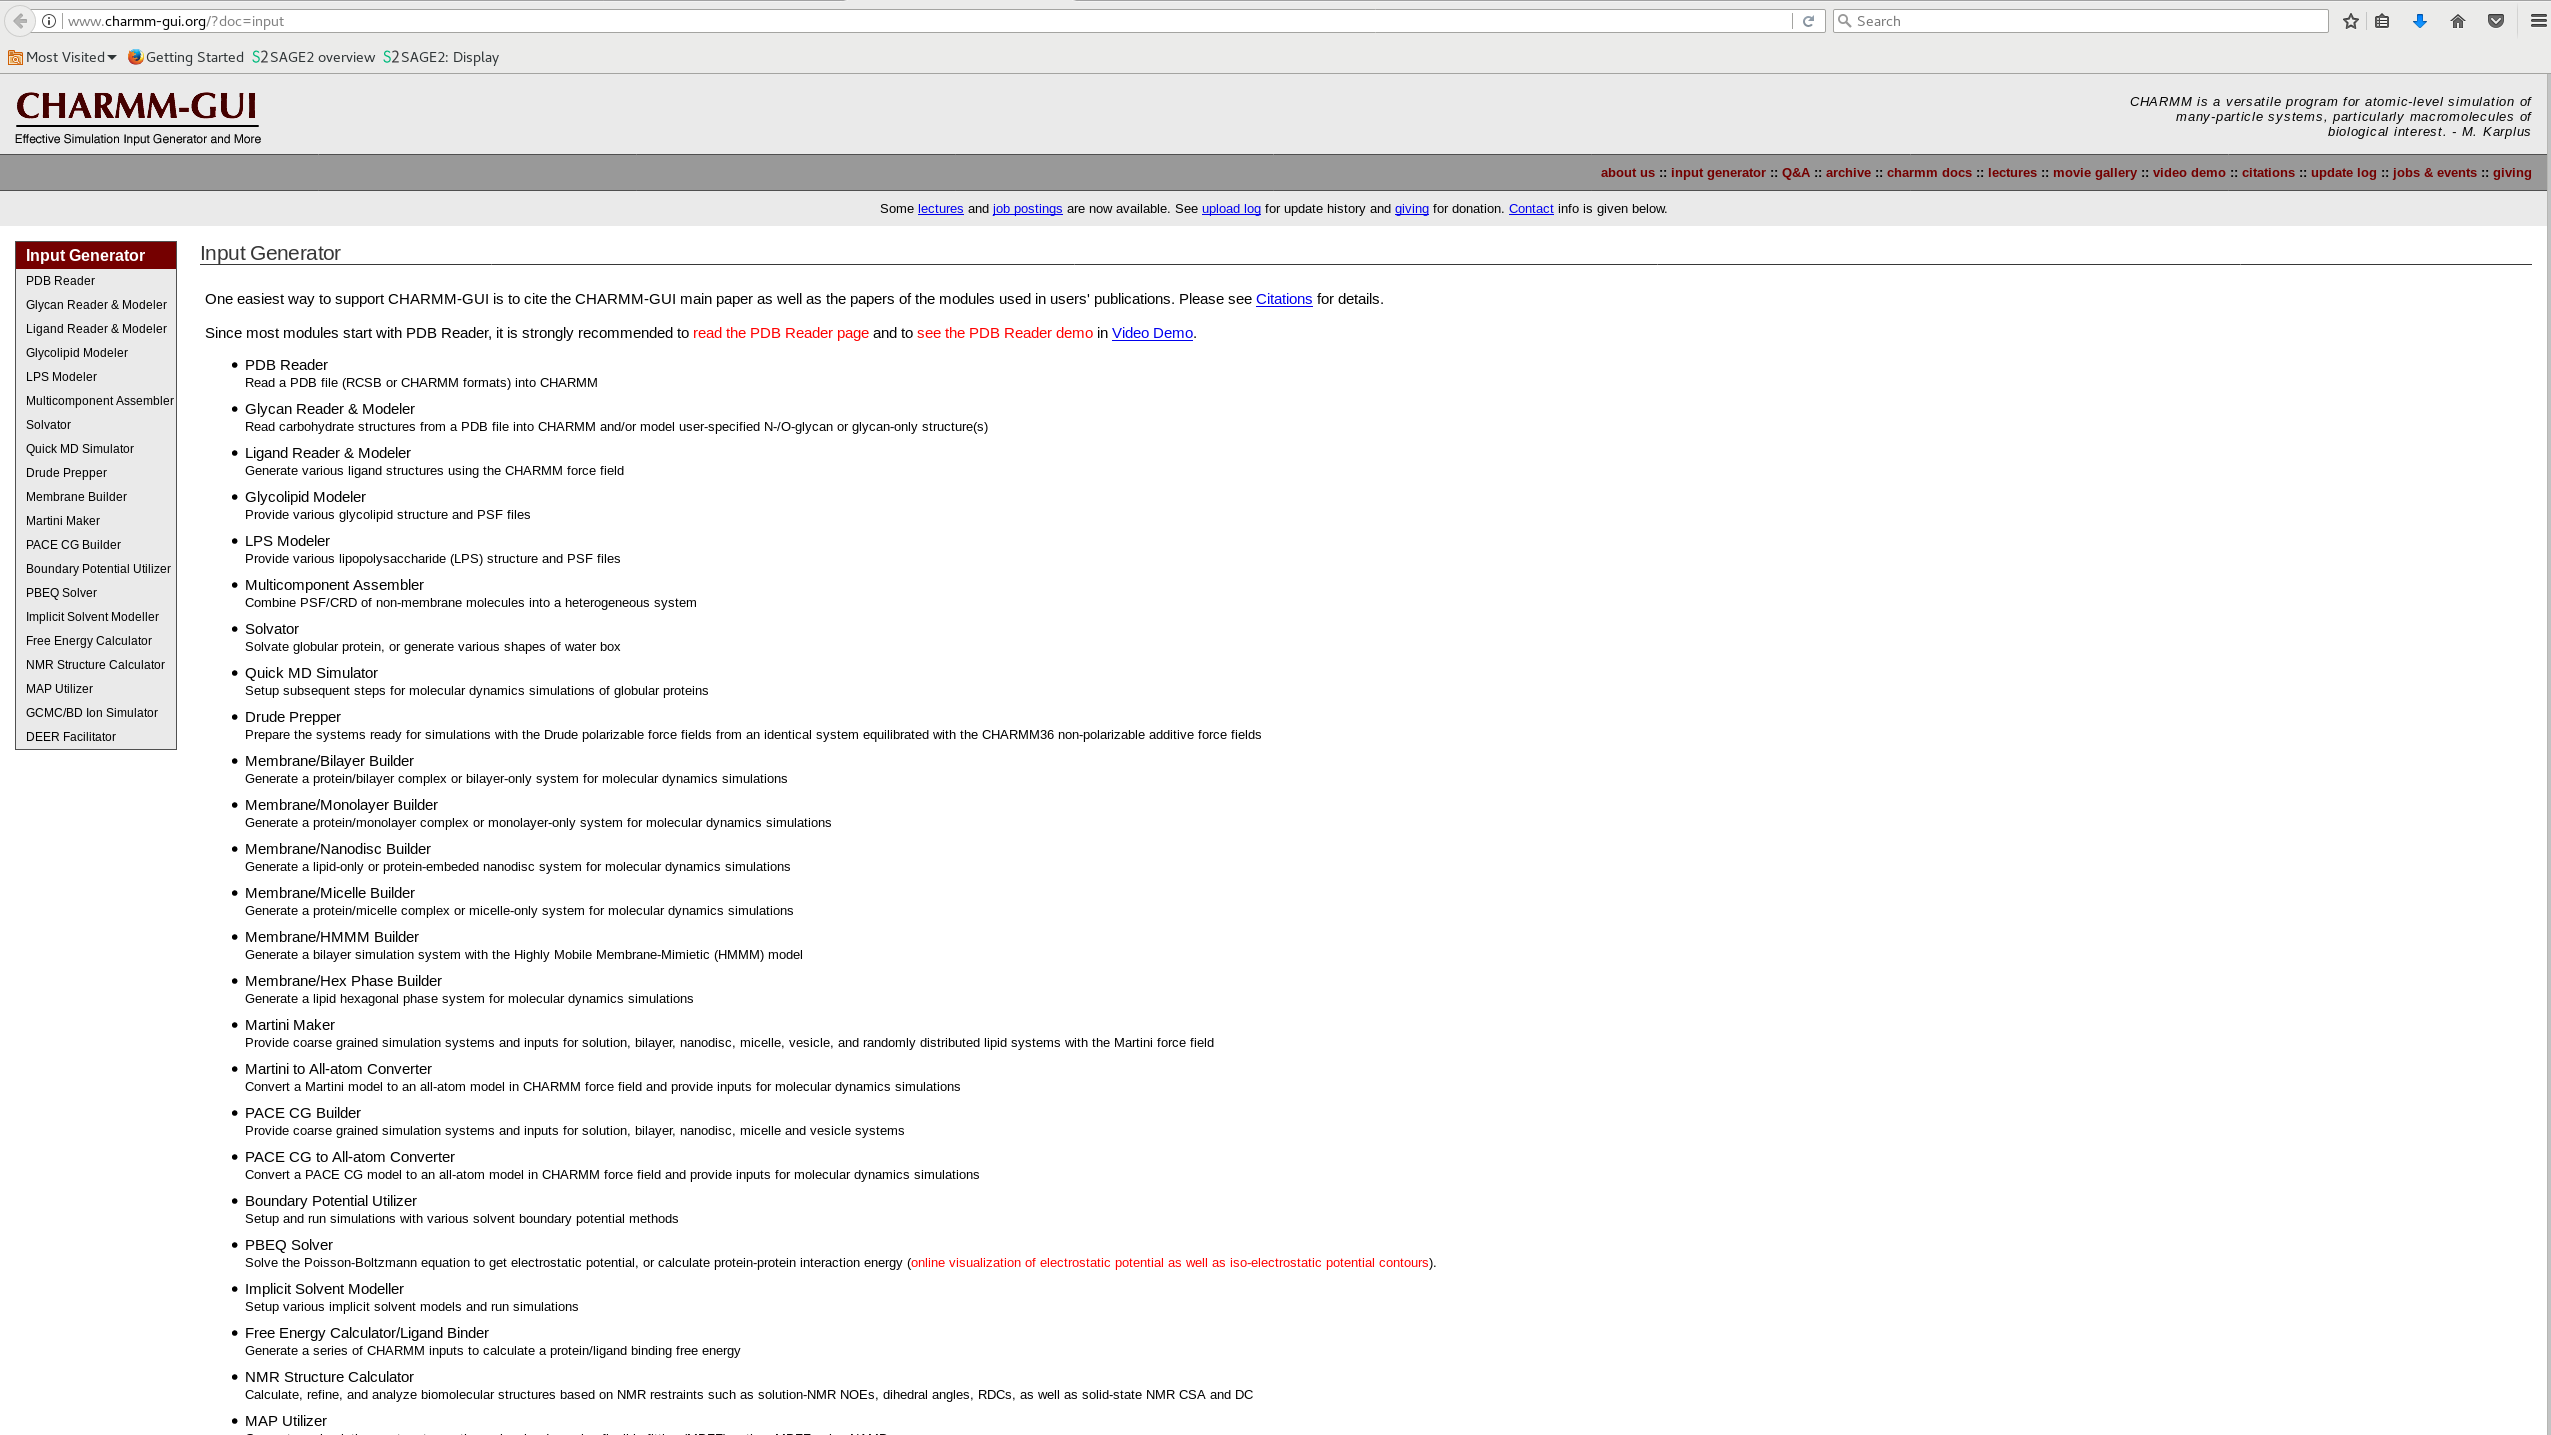 www.charmm-gui.org/?doc=input
Search
Most Visited
Getting Started
S2 SAGE2 overview
S2 SAGE2: Display
CHARMM-GUI
Effective Simulation Input Generator and More
CHARMM is a versatile program for atomic-level simulation of
many-particle systems, particularly macromolecules of
biological interest. - M. Karplus
about us :: input generator :: Q&A :: archive :: charmm docs :: lectures :: movie gallery :: video demo :: citations :: update log :: jobs & events :: giving
Some lectures and job postings are now available. See upload log for update history and giving for donation. Contact info is given below.
Input Generator
PDB Reader
Glycan Reader & Modeler
Ligand Reader & Modeler
Glycolipid Modeler
LPS Modeler
Multicomponent Assembler
Solvator
Quick MD Simulator
Drude Prepper
Membrane Builder
Martini Maker
PACE CG Builder
Boundary Potential Utilizer
PBEQ Solver
Implicit Solvent Modeller
Free Energy Calculator
NMR Structure Calculator
MAP Utilizer
GCMC/BD Ion Simulator
DEER Facilitator
Input Generator
One easiest way to support CHARMM-GUI is to cite the CHARMM-GUI main paper as well as the papers of the modules used in users' publications. Please see Citations for details.
Since most modules start with PDB Reader, it is strongly recommended to read the PDB Reader page and to see the PDB Reader demo in Video Demo.
• PDB Reader
Read a PDB file (RCSB or CHARMM formats) into CHARMM
• Glycan Reader & Modeler
Read carbohydrate structures from a PDB file into CHARMM and/or model user-specified N-/O-glycan or glycan-only structure(s)
• Ligand Reader & Modeler
Generate various ligand structures using the CHARMM force field
• Glycolipid Modeler
Provide various glycolipid structure and PSF files
• LPS Modeler
Provide various lipopolysaccharide (LPS) structure and PSF files
• Multicomponent Assembler
Combine PSF/CRD of non-membrane molecules into a heterogeneous system
• Solvator
Solvate globular protein, or generate various shapes of water box
• Quick MD Simulator
Setup subsequent steps for molecular dynamics simulations of globular proteins
• Drude Prepper
Prepare the systems ready for simulations with the Drude polarizable force fields from an identical system equilibrated with the CHARMM36 non-polarizable additive force fields
• Membrane/Bilayer Builder
Generate a protein/bilayer complex or bilayer-only system for molecular dynamics simulations
• Membrane/Monolayer Builder
Generate a protein/monolayer complex or monolayer-only system for molecular dynamics simulations
• Membrane/Nanodisc Builder
Generate a lipid-only or protein-embeded nanodisc system for molecular dynamics simulations
• Membrane/Micelle Builder
Generate a protein/micelle complex or micelle-only system for molecular dynamics simulations
• Membrane/HMMM Builder
Generate a bilayer simulation system with the Highly Mobile Membrane-Mimietic (HMMM) model
• Membrane/Hex Phase Builder
Generate a lipid hexagonal phase system for molecular dynamics simulations
• Martini Maker
Provide coarse grained simulation systems and inputs for solution, bilayer, nanodisc, micelle, vesicle, and randomly distributed lipid systems with the Martini force field
• Martini to All-atom Converter
Convert a Martini model to an all-atom model in CHARMM force field and provide inputs for molecular dynamics simulations
• PACE CG Builder
Provide coarse grained simulation systems and inputs for solution, bilayer, nanodisc, micelle and vesicle systems
• PACE CG to All-atom Converter
Convert a PACE CG model to an all-atom model in CHARMM force field and provide inputs for molecular dynamics simulations
• Boundary Potential Utilizer
Setup and run simulations with various solvent boundary potential methods
• PBEQ Solver
Solve the Poisson-Boltzmann equation to get electrostatic potential, or calculate protein-protein interaction energy (online visualization of electrostatic potential as well as iso-electrostatic potential contours).
• Implicit Solvent Modeller
Setup various implicit solvent models and run simulations
• Free Energy Calculator/Ligand Binder
Generate a series of CHARMM inputs to calculate a protein/ligand binding free energy
• NMR Structure Calculator
Calculate, refine, and analyze biomolecular structures based on NMR restraints such as solution-NMR NOEs, dihedral angles, RDCs, as well as solid-state NMR CSA and DC
• MAP Utilizer